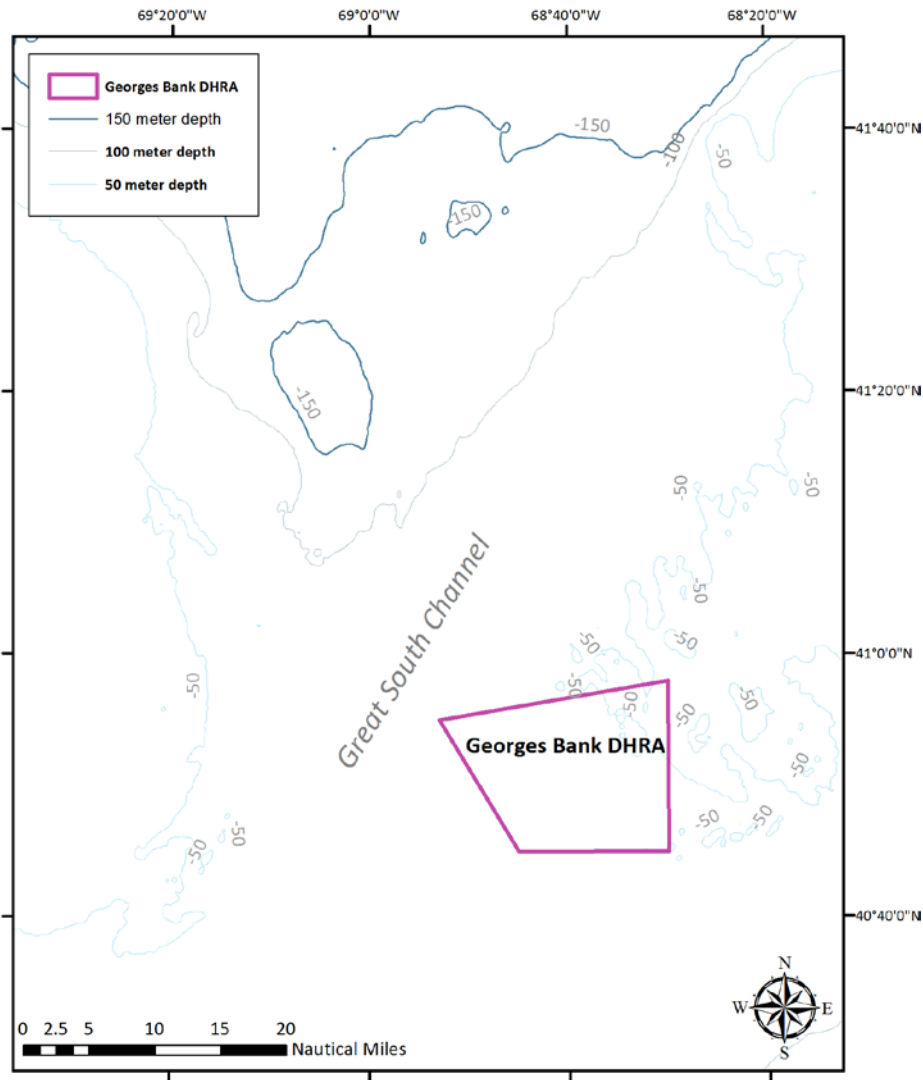 69°20'0"W 69°0'0"W 68°40'0"W 68°20'0"W
Georges Bank DHRA
150 meter depth
100 meter depth
50 meter depth
-150
-100
-50
41°40'0"N
-150
-150
41°20'0"N
-50
-50
-50
Great South Channel
-50
-50
41°0'0"N
-50
-50
-50
-50
-50
Georges Bank DHRA
-50
-50
-50
-50
-50
-50
40°40'0"N
N
W E
S
0 2.5 5 10 15 20
Nautical Miles